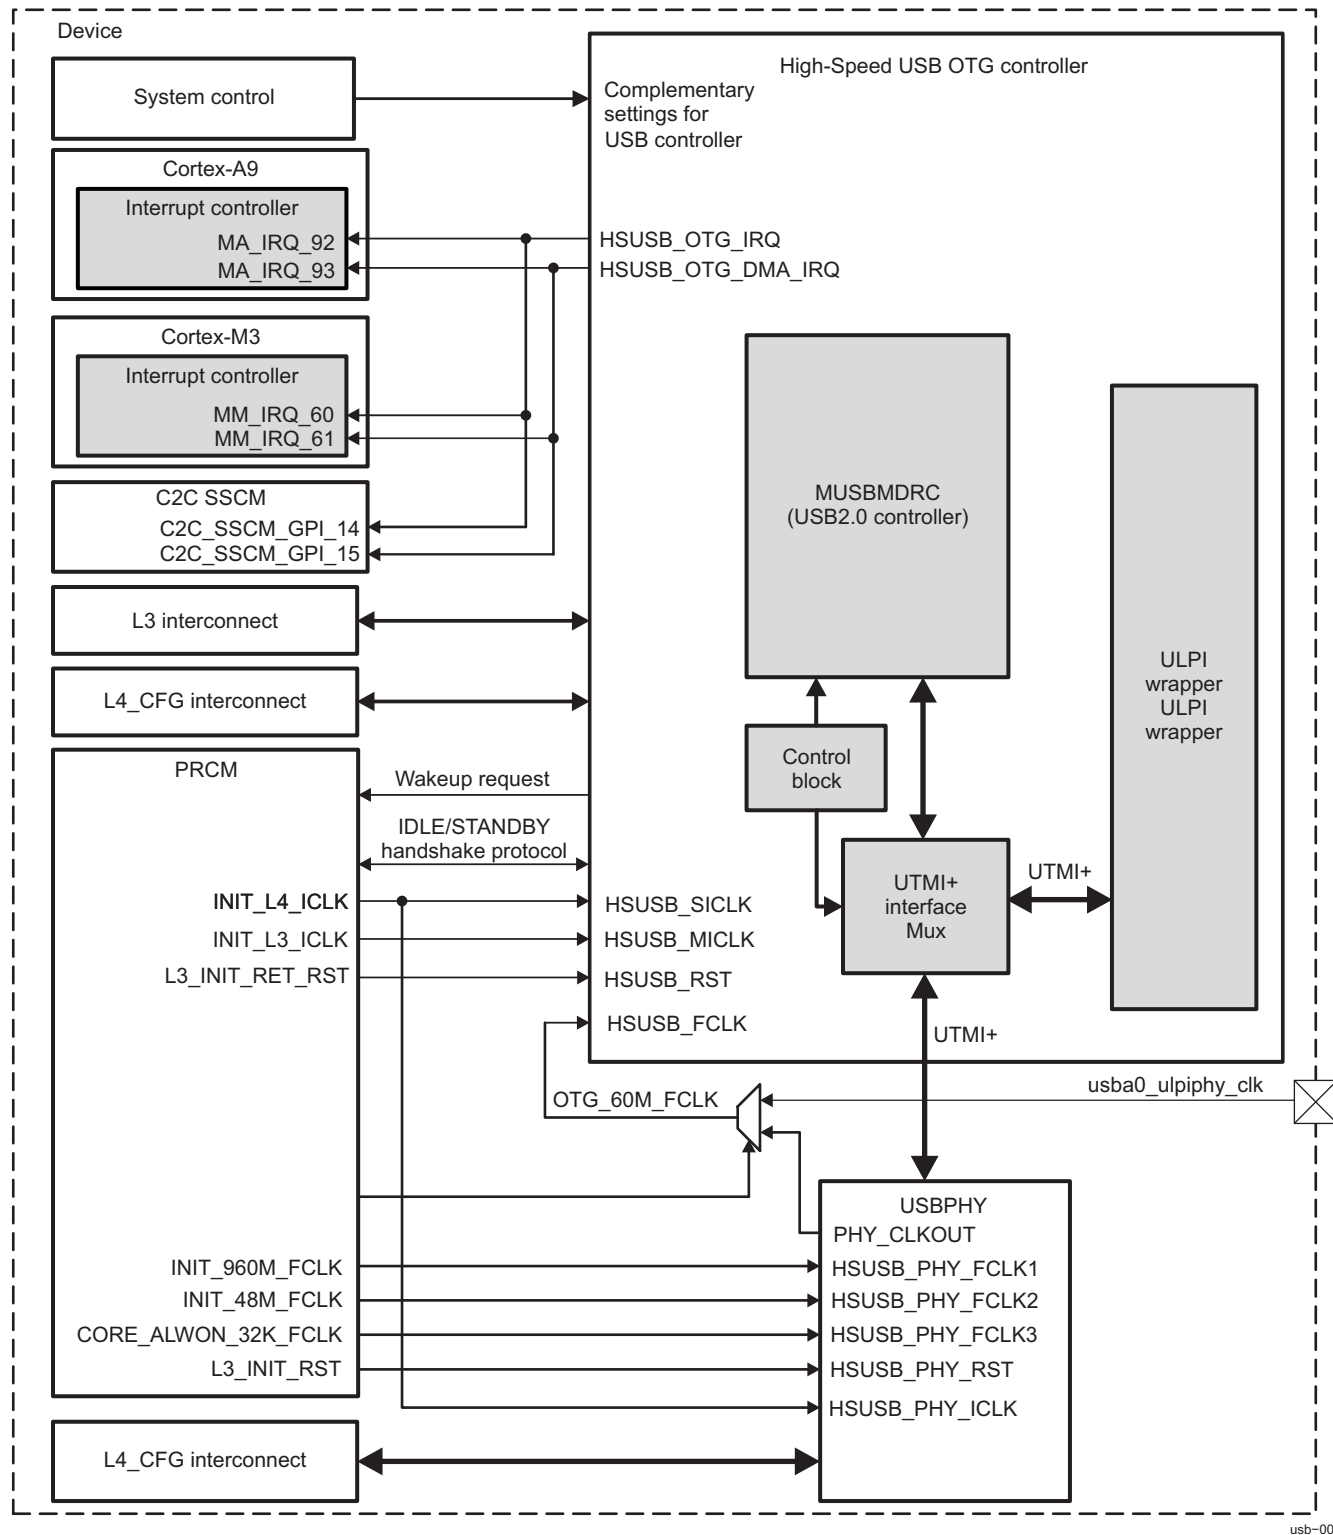 Device
System control
High-Speed USB OTG controller
Complementary
settings for
USB controller
Cortex-A9
Interrupt controller
MA_IRQ_92
MA_IRQ_93
HSUSB_OTG_IRQ
HSUSB_OTG_DMA_IRQ
Cortex-M3
Interrupt controller
MM_IRQ_60
MM_IRQ_61
C2C SSCM
C2C_SSCM_GPI_14
C2C_SSCM_GPI_15
MUSBMDRC
(USB2.0 controller)
L3 interconnect
L4_CFG interconnect
ULPI
wrapper
ULPI
wrapper
Control
block
PRCM
Wakeup request
IDLE/STANDBY
handshake protocol
UTMI+
interface
Mux
UTMI+
INIT_L4_ICLK
HSUSB_SICLK
INIT_L3_ICLK
HSUSB_MICLK
L3_INIT_RET_RST
HSUSB_RST
HSUSB_FCLK
UTMI+
OTG_60M_FCLK
usba0_ulpiphy_clk
USBPHY
PHY_CLKOUT
INIT_960M_FCLK
HSUSB_PHY_FCLK1
INIT_48M_FCLK
HSUSB_PHY_FCLK2
CORE_ALWON_32K_FCLK
HSUSB_PHY_FCLK3
L3_INIT_RST
HSUSB_PHY_RST
HSUSB_PHY_ICLK
L4_CFG interconnect
usb-00